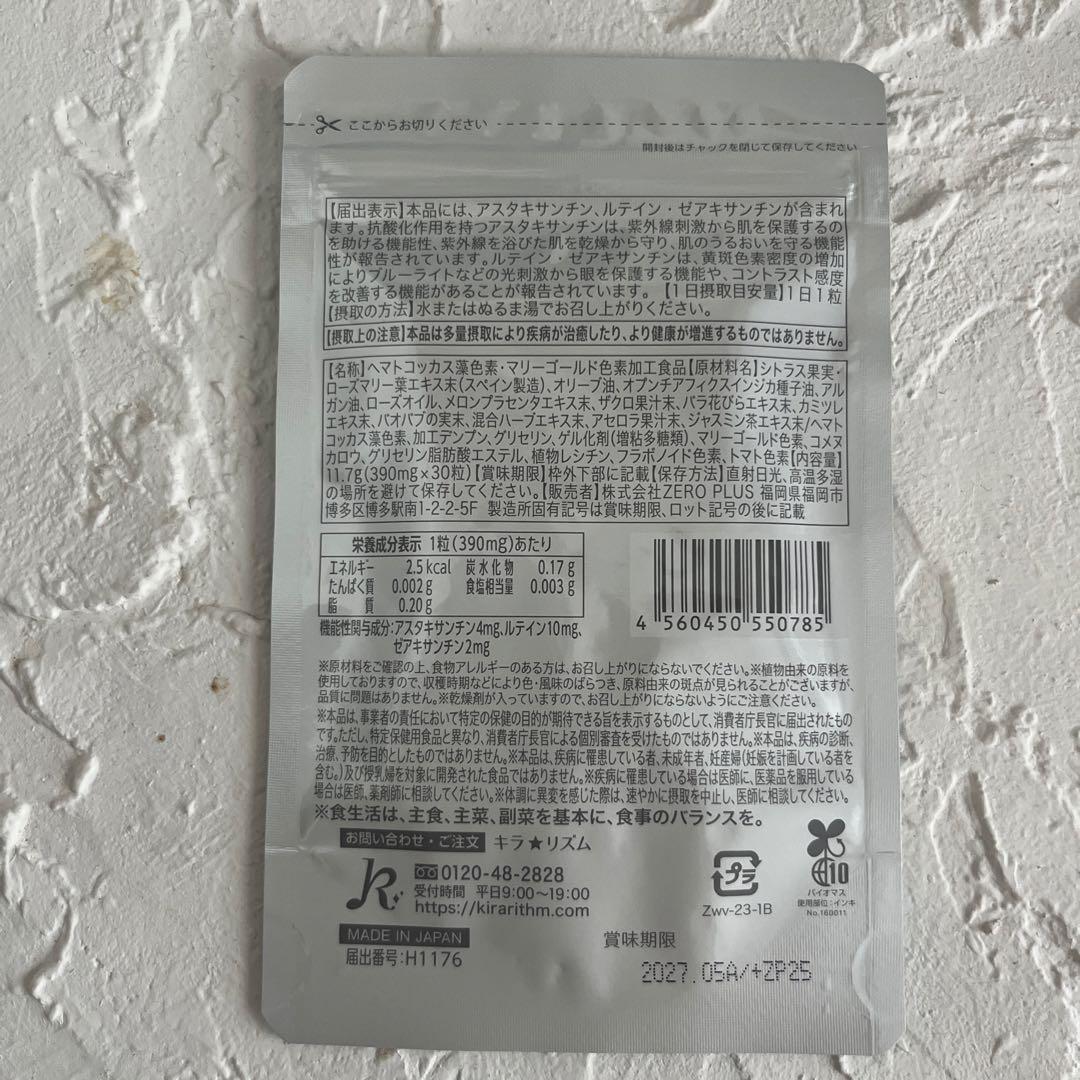 ここからお切りください
開封後はチャックを閉じて保存してください
【届出表示】本品には、アスタキサンチン、ルテイン・ゼアキサンチンが含まれ
ます。抗酸化作用を持つアスタキサンチンは、紫外線刺激から肌を保護するの
を助ける機能性、紫外線を浴びた肌を乾燥から守り、肌のうるおいを守る機能
性が報告されています。ルテイン・ゼアキサンチンは、黄斑色素密度の増加
によりブルーライトなどの光刺激から眼を保護する機能や、コントラスト感度
を改善する機能があることが報告されています。【1日摂取目安量】1日1粒
【摂取の方法】水またはぬるま湯でお召し上がりください。
【摂取上の注意】本品は多量摂取により疾病が治癒したり、より健康が増進するものではありません。
【名称】ヘマトコッカス藻色素・マリーゴールド色素加工食品【原材料名】シトラス果実・
ローズマリー葉エキス末(スペイン製造)、オリーブ油、オプンチアフィクスインジカ種子油、アル
ガン油、ローズオイル、メロンプラセンタエキス末、ザクロ果汁末、バラ花びらエキス末、カミツレ
エキス末、バオバブの実末、混合ハーブエキス末、アセロラ果汁末、ジャスミン茶エキス末/ヘマト
コッカス藻色素、加工デンプン、グリセリン、ゲル化剤(増粘多糖類)、マリーゴールド色素、コメヌ
カロウ、グリセリン脂肪酸エステル、植物レシチン、フラボノイド色素、トマト色素【内容量】
11.7g(390mg×30粒)【賞味期限】枠外下部に記載【保存方法】直射日光、高温多湿
の場所を避けて保存してください。【販売者】株式会社ZERO PLUS 福岡県福岡市
博多区博多駅南1-2-2-5F 製造所固有記号は賞味期限、ロット記号の後に記載
栄養成分表示 1粒(390mg)あたり
エネルギー 2.5kcal 炭水化物 0.17g
たんぱく質 0.002g 食塩相当量 0.003g
脂質 0.20g
機能性関与成分:アスタキサンチン4mg、ルテイン10mg、
ゼアキサンチン2mg
4 560450 550785
※原材料をご確認の上、食物アレルギーのある方は、お召し上がりにならないでください。※植物由来の原料を
使用しておりますので、収穫時期などにより色・風味のばらつき、原料由来の斑点が見られることがございますが、
品質に問題はありません。※乾燥剤が入っていますので、お召し上がりにならないようにご注意ください。
※本品は、事業者の責任において特定の保健の目的が期待できる旨を表示するものとして、消費者庁長官に届出されたもの
です。ただし、特定保健用食品と異なり、消費者庁長官による個別審査を受けたものではありません。※本品は、疾病の診断、
治療、予防を目的としたものではありません。※本品は、疾病に罹患している者、未成年者、妊産婦(妊娠を計画している者を
含む。)及び授乳婦を対象に開発された食品ではありません。※疾病に罹患している場合は医師に、医薬品を服用している
場合は医師、薬剤師に相談してください。※体調に異変を感じた際は、速やかに摂取を中止し、医師に相談してください。
※食生活は、主食、主菜、副菜を基本に、食事のバランスを。
お問い合わせ・ご注文 キラ★リズム
0120-48-2828
受付時間 平日9:00〜19:00
https://kirarithm.com
プラ
Zwv-23-1B
10
バイオマス
使用部位:インキ
No.160011
MADE IN JAPAN
届出番号:H1176
賞味期限
2027.05A/+ZP25